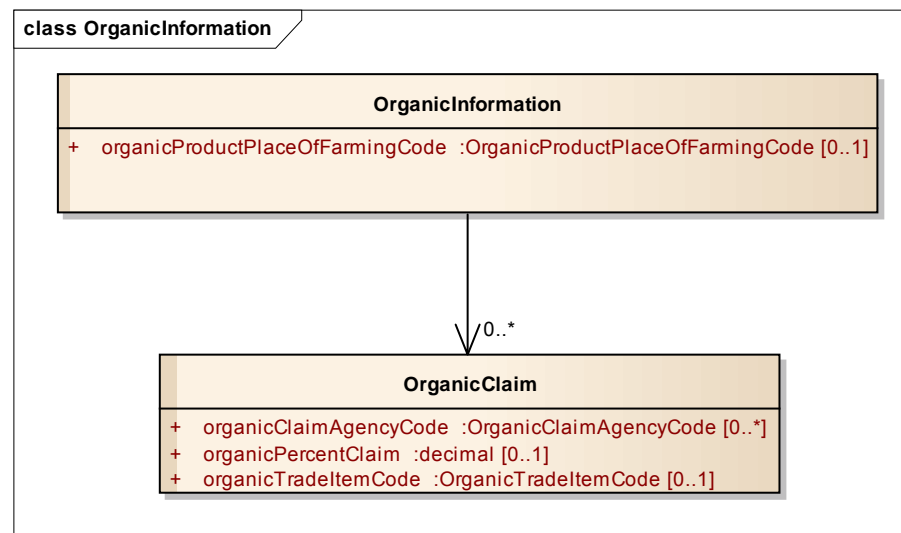 class OrganicInformation
OrganicInformation
+ organicProductPlaceOfFarmingCode :OrganicProductPlaceOfFarmingCode [0..1]
0..*
OrganicClaim
+ organicClaimAgencyCode :OrganicClaimAgencyCode [0..*]
+ organicPercentClaim :decimal [0..1]
+ organicTradeItemCode :OrganicTradeItemCode [0..1]